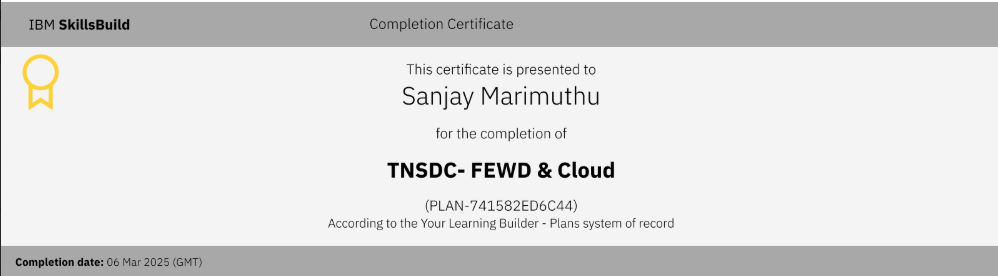 IBM SkillsBuild
Completion Certificate
This certificate is presented to
Sanjay Marimuthu
for the completion of
TNSDC- FEWD & Cloud
(PLAN-741582ED6C44)
According to the Your Learning Builder - Plans system of record
Completion date: 06 Mar 2025 (GMT)